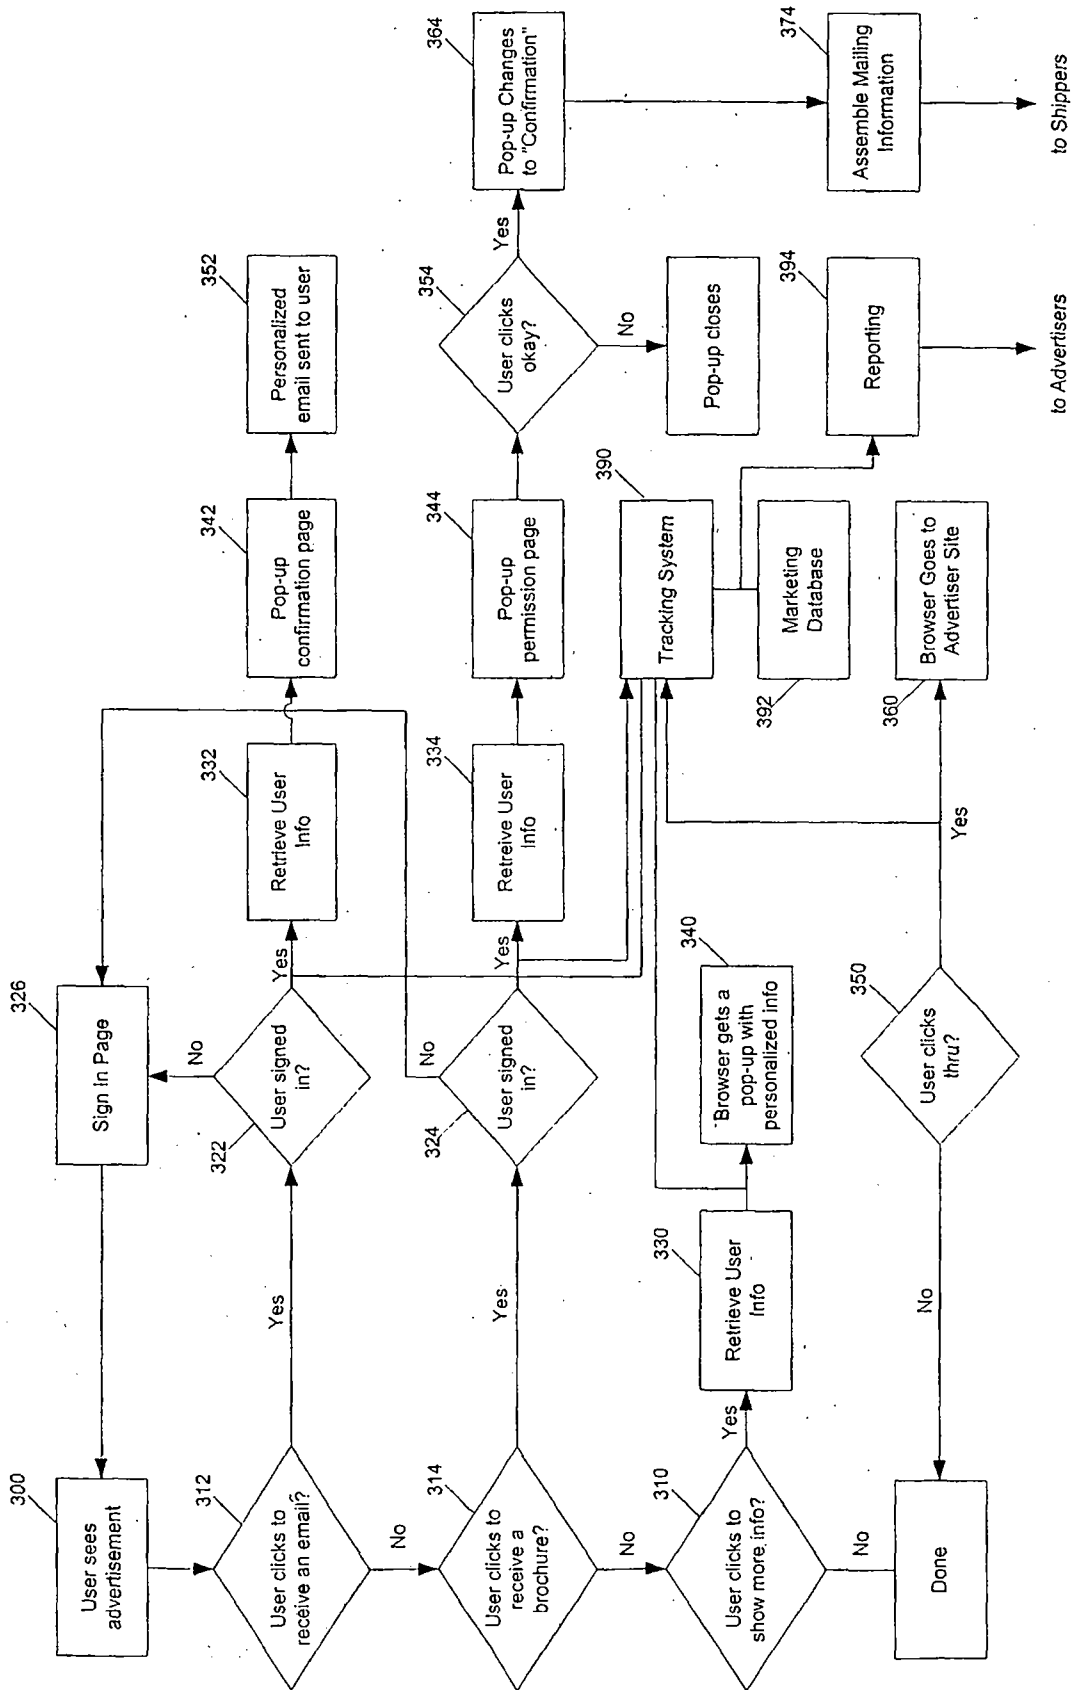 300
User sees
advertisement
326
Sign In Page
312
User clicks to
receive an email?
Yes
No
322
User signed
in?
No
Yes
332
Retrieve User
Info
342
Pop-up
confirmation page
352
Personalized
email sent to user
314
User clicks to
receive a
brochure?
Yes
No
324
User signed
in?
No
Yes
334
Retreive User
Info
344
Pop-up
permission page
354
User clicks
okay?
Yes
No
364
Pop-up Changes
to "Confirmation"
Pop-up closes
390
Tracking System
310
User clicks to
show more info?
Yes
No
330
Retrieve User
Info
340
Browser gets a
pop-up with
personalized info
392
Marketing
Database
394
Reporting
374
Assemble Mailing
Information
Done
No
350
User clicks
thru?
Yes
360
Browser Goes to
Advertiser Site
to Advertisers
to Shippers